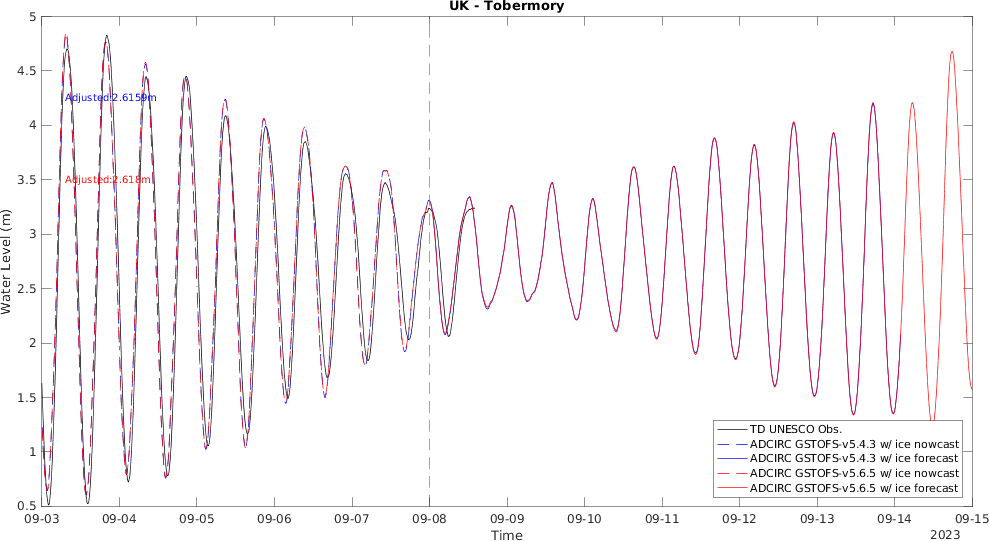 UK - Tobermory
5
4.5
4
3.5
3
2.5
2
1.5
1
0.5
Water Level (m)
Adjusted:2.6159m
Adjusted:2.618m
TD UNESCO Obs.
ADCIRC GSTOFS-v5.4.3 w/ ice nowcast
ADCIRC GSTOFS-v5.4.3 w/ ice forecast
ADCIRC GSTOFS-v5.6.5 w/ ice nowcast
ADCIRC GSTOFS-v5.6.5 w/ ice forecast
09-03 09-04 09-05 09-06 09-07 09-08 09-09 09-10 09-11 09-12 09-13 09-14 09-15
Time
2023